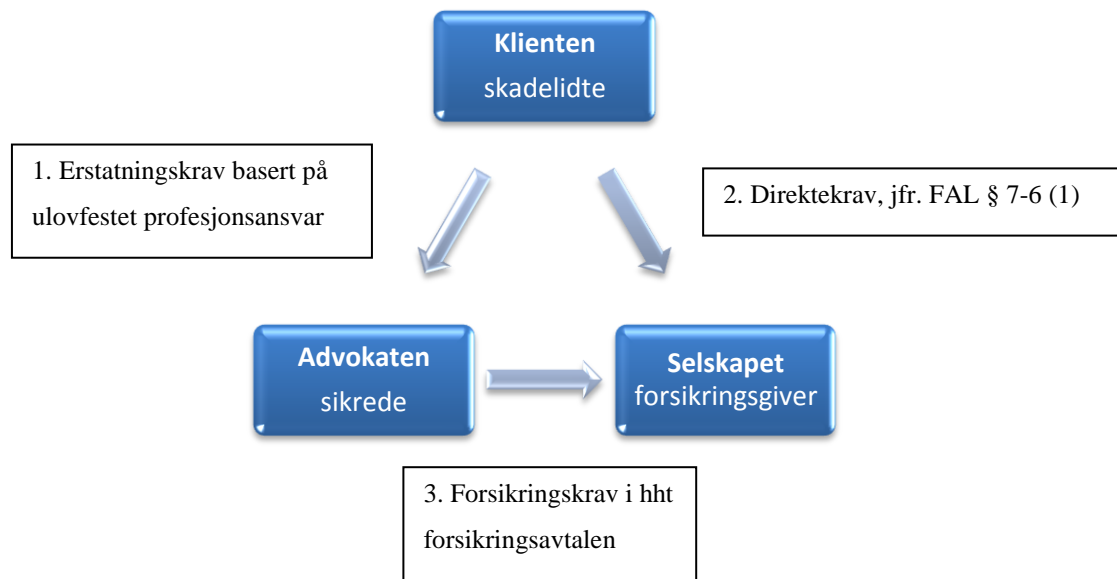 Klienten
skadelidte
1. Erstatningskrav basert på
ulovfestet profesjonsansvar
2. Direktekrav, jfr. FAL § 7-6 (1)
Advokaten
sikrede
Selskapet
forsikringsgiver
3. Forsikringskrav i hht
forsikringsavtalen